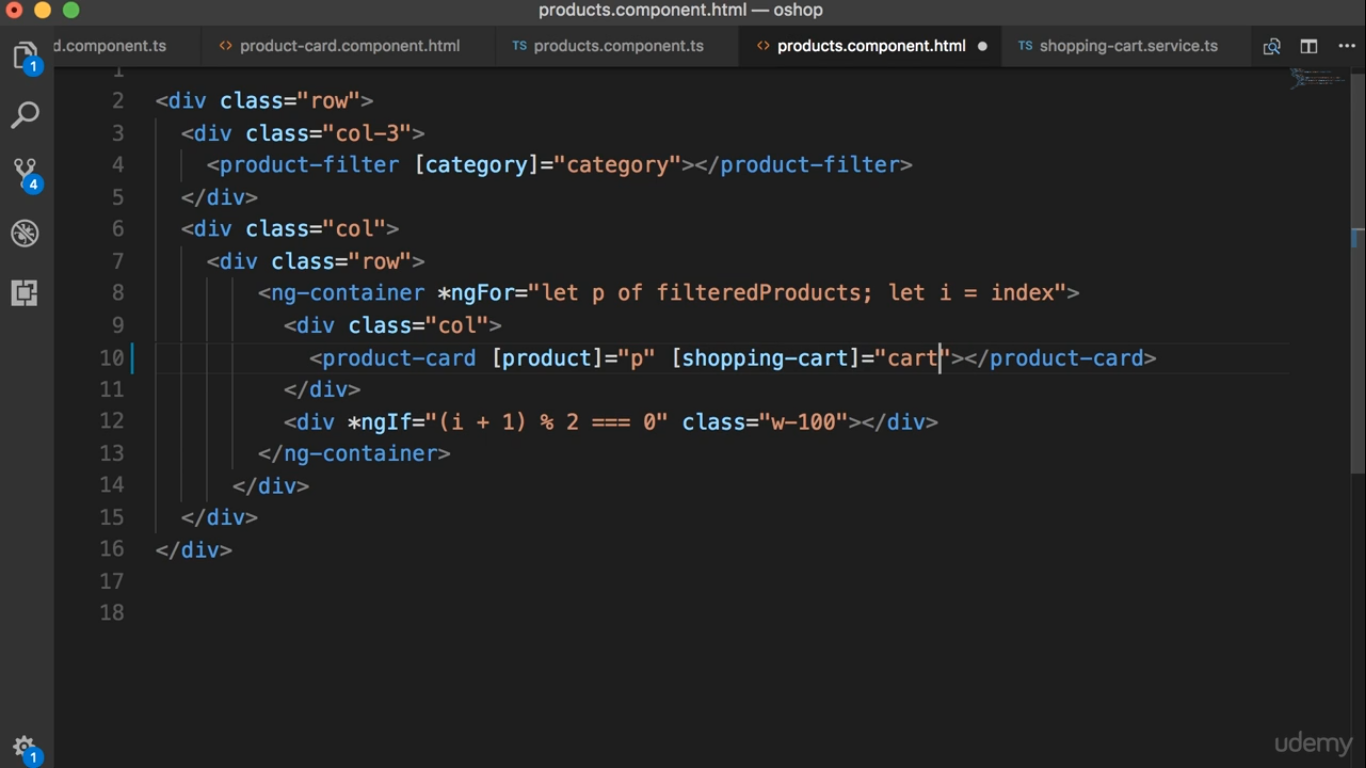 products.component.html — oshop
d.component.ts
<> product-card.component.html
TS products.component.ts
<> products.component.html
TS shopping-cart.service.ts
1
4
1
1
2 <div class="row">
3 <div class="col-3">
4 <product-filter [category]="category"></product-filter>
5 </div>
6 <div class="col">
7 <div class="row">
8 <ng-container *ngFor="let p of filteredProducts; let i = index">
9 <div class="col">
10 <product-card [product]="p" [shopping-cart]="cart"></product-card>
11 </div>
12 <div *ngIf="(i + 1) % 2 === 0" class="w-100"></div>
13 </ng-container>
14 </div>
15 </div>
16 </div>
17
18
udemy